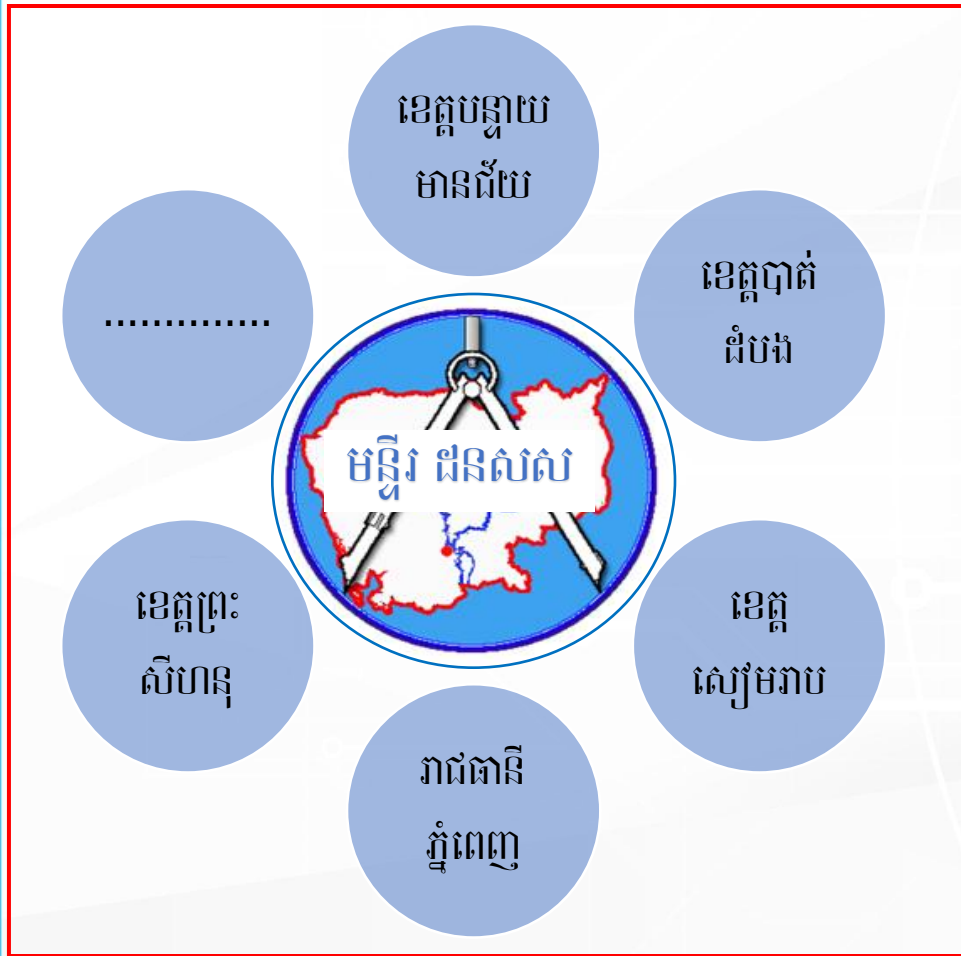 ខេត្តបន្ទាយ
មានជ័យ
ខេត្តបាត់
ដំបង
ខេត្ត
សៀមរាប
រាជធានី
ភ្នំពេញ
ខេត្តព្រះ
សីហនុ
..............
មន្ទីរ ដនសស